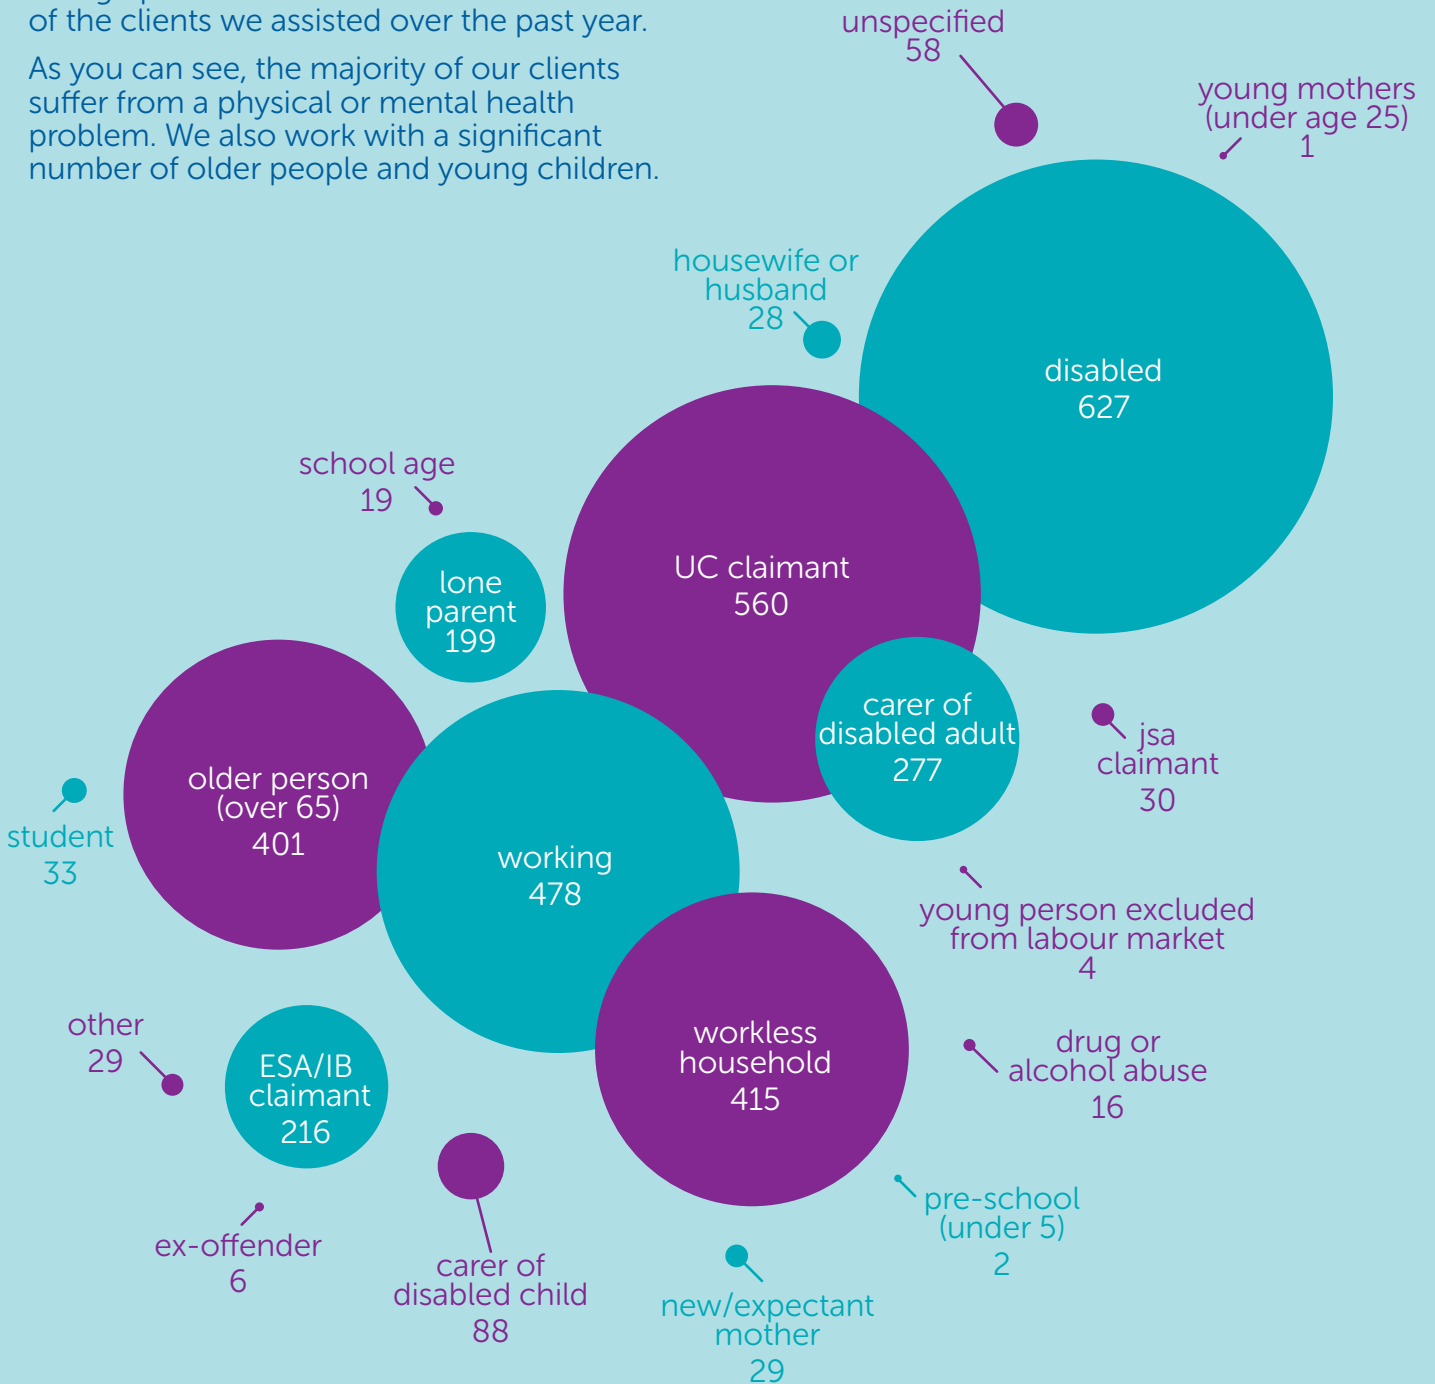 of the clients we assisted over the past year.
As you can see, the majority of our clients
suffer from a physical or mental health
problem. We also work with a significant
number of older people and young children.
unspecified
58
young mothers
(under age 25)
1
housewife or
husband
28
disabled
627
school age
19
UC claimant
560
lone
parent
199
carer of
disabled adult
277
jsa
claimant
30
older person
(over 65)
401
student
33
working
478
young person excluded
from labour market
4
other
29
ESA/IB
claimant
216
workless
household
415
drug or
alcohol abuse
16
ex-offender
6
carer of
disabled child
88
pre-school
(under 5)
2
new/expectant
mother
29